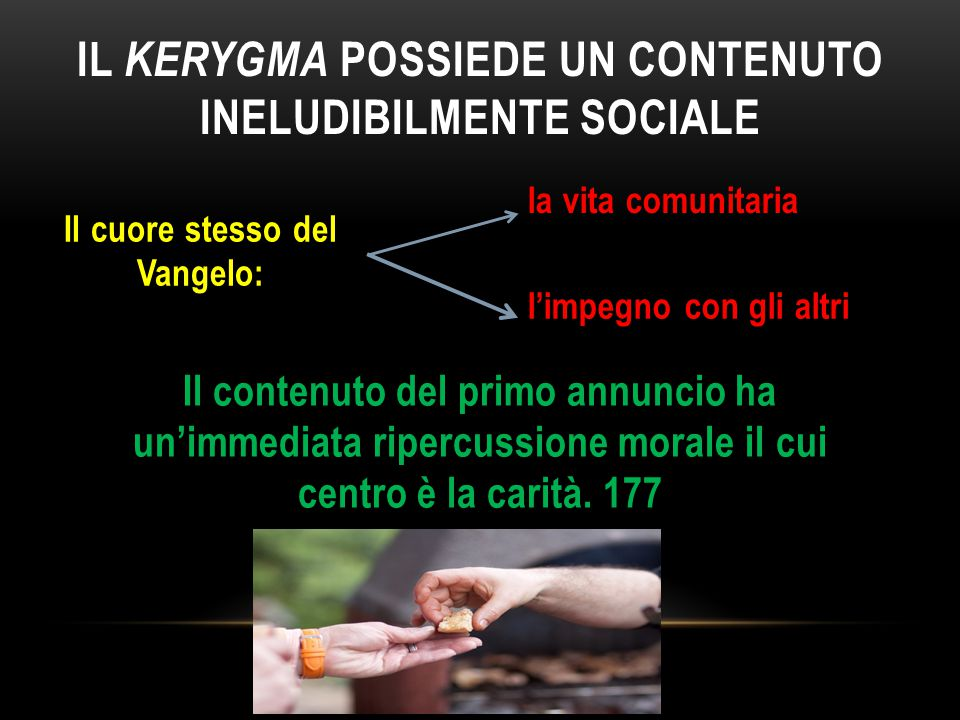 IL KERYGMA POSSIEDE UN CONTENUTO
INELUDIBILMENTE SOCIALE
Il cuore stesso del
Vangelo:
la vita comunitaria
l’impegno con gli altri
Il contenuto del primo annuncio ha
un’immediata ripercussione morale il cui
centro è la carità. 177